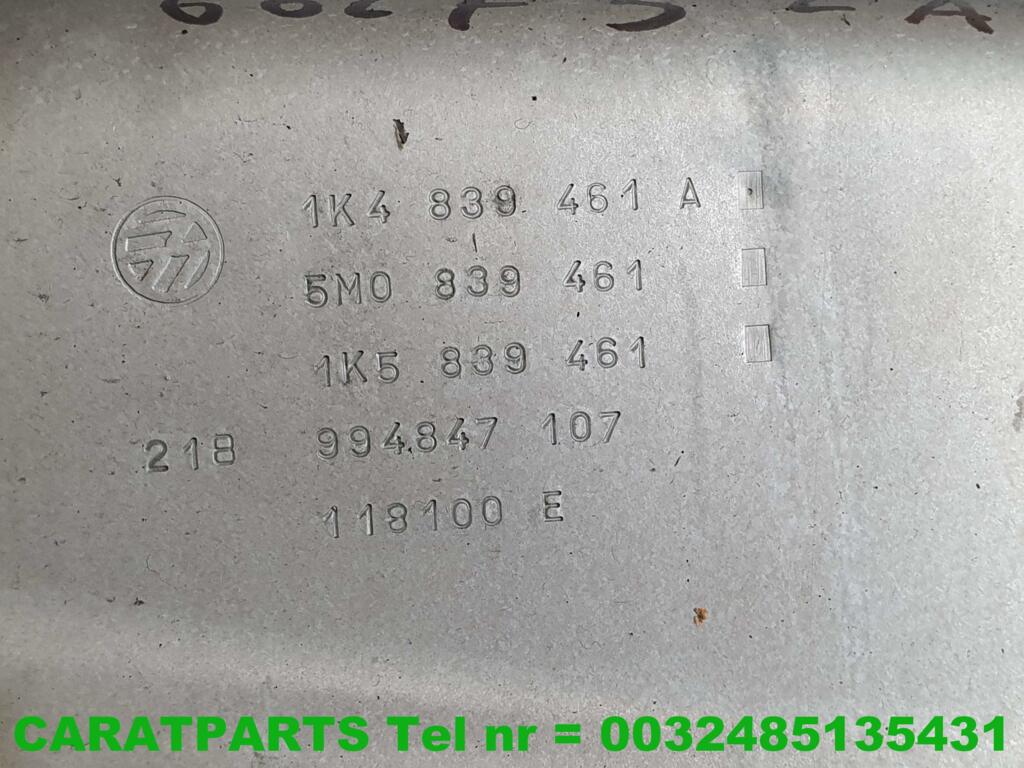 1K4 839 461 A
5M0 839 461
1K5 839 461
218 994847 107
118100 E
CARATPARTS Tel nr = 0032485135431